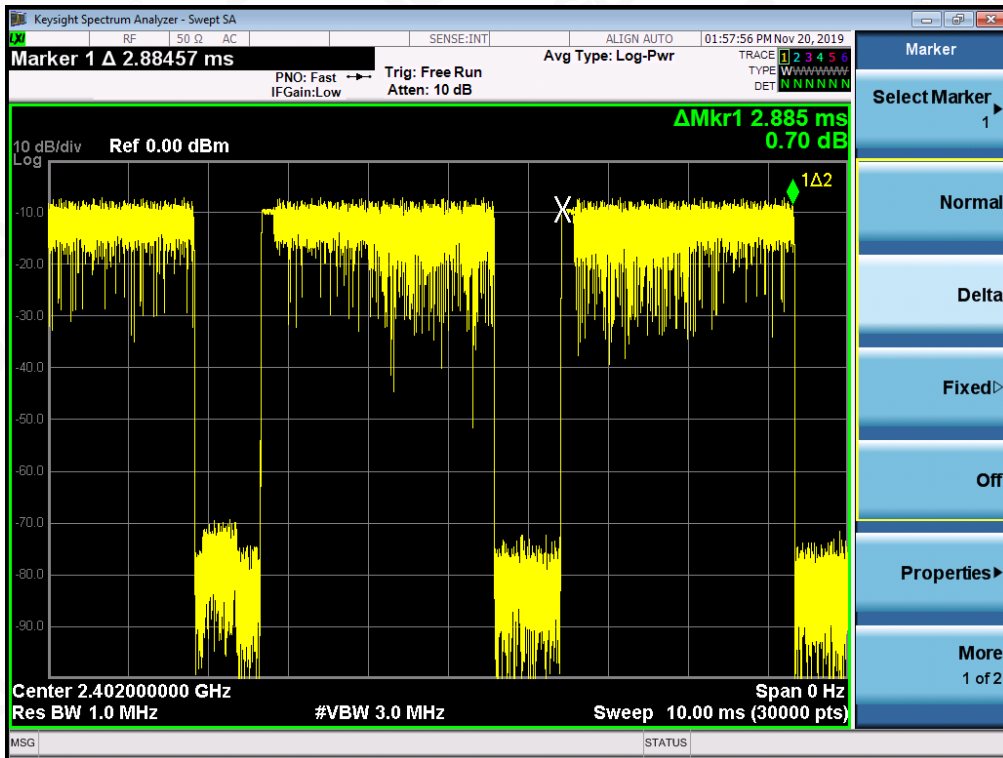 Keysight Spectrum Analyzer - Swept SA
LXI
RF 50 Ω AC SENSE:INT ALIGN AUTO 01:57:56 PM Nov 20, 2019
Marker 1 Δ 2.88457 ms
PNO: Fast
IFGain:Low
Trig: Free Run
Atten: 10 dB
Avg Type: Log-Pwr
TRACE 1 2 3 4 5 6
TYPE W
DET N N N N N N
ΔMkr1 2.885 ms
0.70 dB
10 dB/div Ref 0.00 dBm
Log
1Δ2
-10.0
-20.0
-30.0
-40.0
-50.0
-60.0
-70.0
-80.0
-90.0
Center 2.402000000 GHz Span 0 Hz
Res BW 1.0 MHz #VBW 3.0 MHz Sweep 10.00 ms (30000 pts)
MSG STATUS
Marker
Select Marker
1
Normal
Delta
Fixed
Off
Properties
More
1 of 2